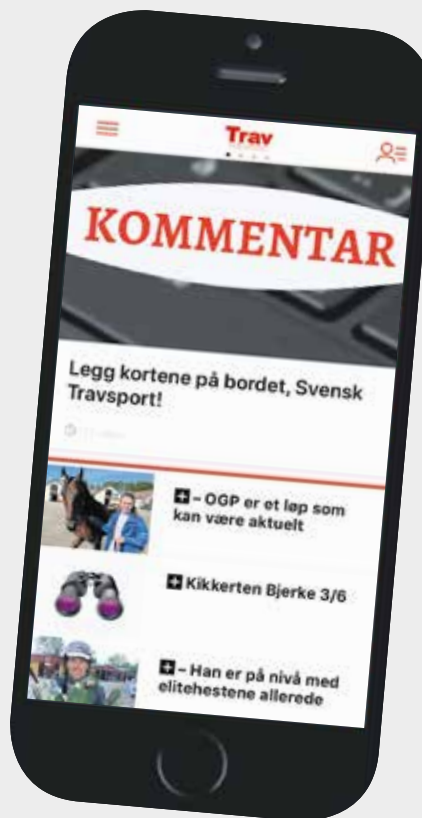 Trav
KOMMENTAR
Legg kortene på bordet, Svensk
Travsport!
+ – OGP er et løp som
kan være aktuelt
+ Kikkerten Bjerke 3/6
+ – Han er på nivå med
elitehestene allerede